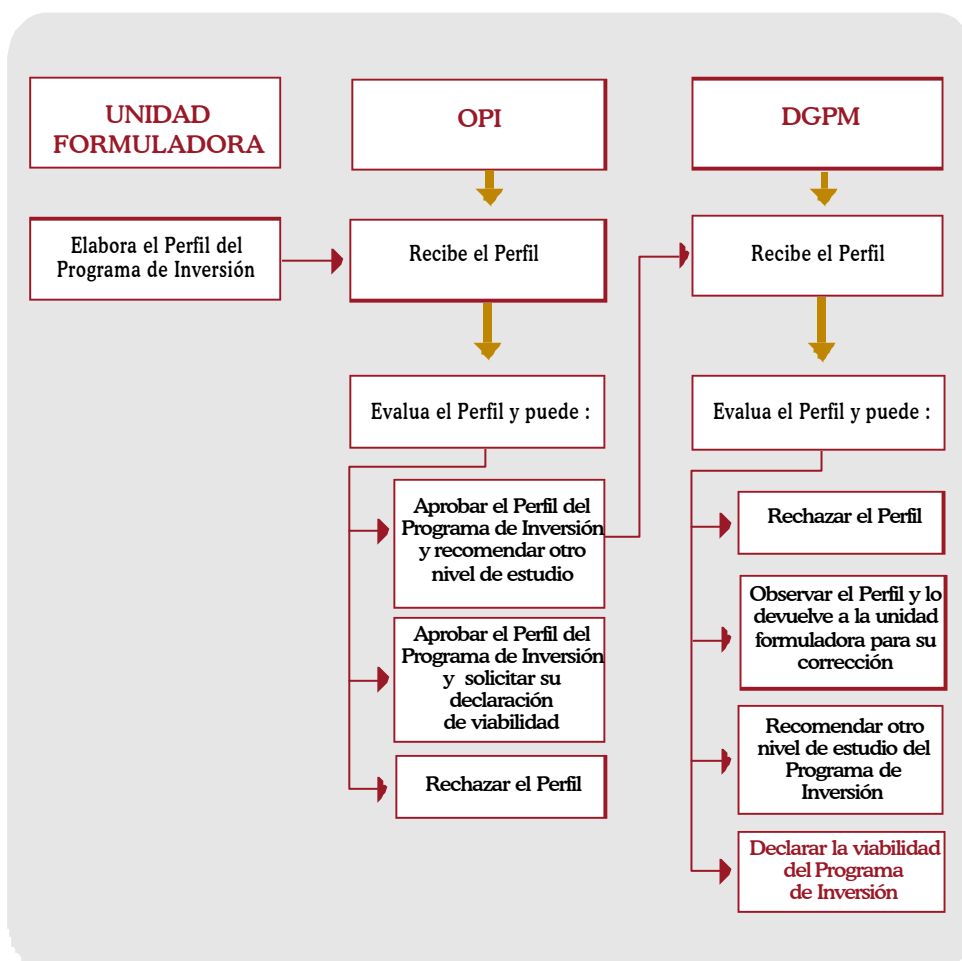 UNIDAD
FORMULADORA
OPI
DGPM
Elabora el Perfil del
Programa de Inversión
Recibe el Perfil
Recibe el Perfil
Evalua el Perfil y puede :
Evalua el Perfil y puede :
Aprobar el Perfil del
Programa de Inversión
y recomendar otro
nivel de estudio
Aprobar el Perfil del
Programa de Inversión
y solicitar su
declaración
de viabilidad
Rechazar el Perfil
Rechazar el Perfil
Observar el Perfil y lo
devuelve a la unidad
formuladora para su
corrección
Recomendar otro
nivel de estudio del
Programa de
Inversión
Declarar la viabilidad
del Programa
de Inversión